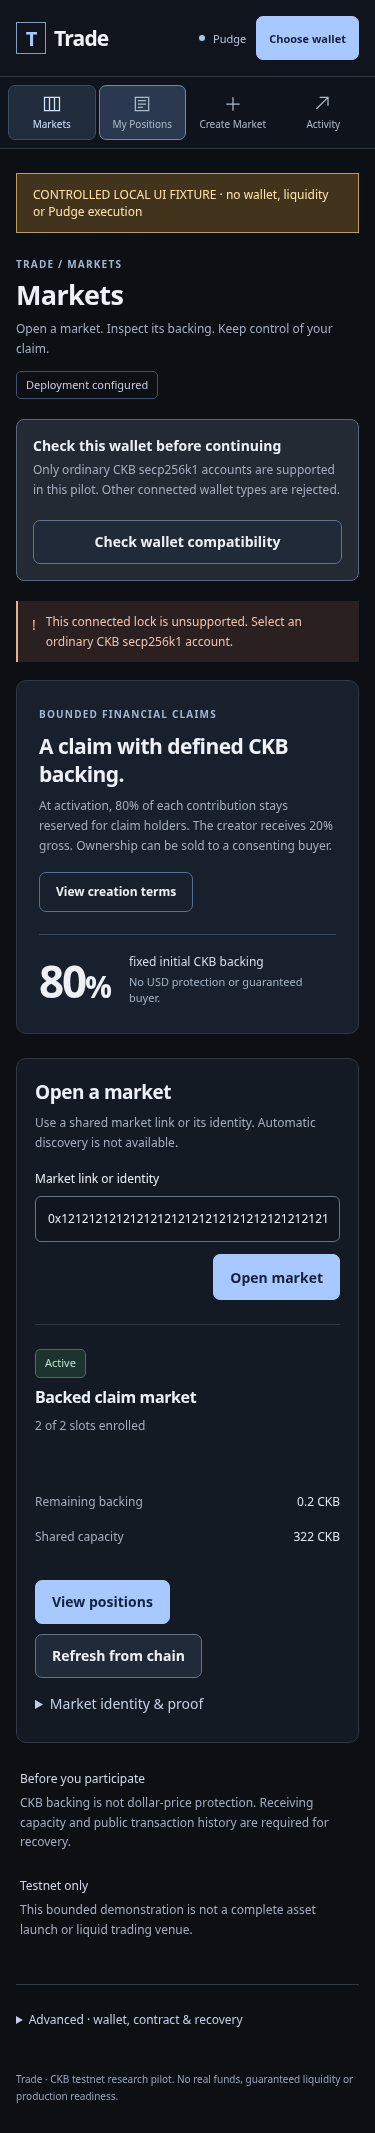 T Trade
Pudge
Choose wallet
Markets
My Positions
Create Market
Activity
CONTROLLED LOCAL UI FIXTURE · no wallet, liquidity
or Pudge execution
TRADE / MARKETS
Markets
Open a market. Inspect its backing. Keep control of your
claim.
Deployment configured
Check this wallet before continuing
Only ordinary CKB secp256k1 accounts are supported
in this pilot. Other connected wallet types are rejected.
Check wallet compatibility
! This connected lock is unsupported. Select an
ordinary CKB secp256k1 account.
BOUNDED FINANCIAL CLAIMS
A claim with defined CKB
backing.
At activation, 80% of each contribution stays
reserved for claim holders. The creator receives 20%
gross. Ownership can be sold to a consenting buyer.
View creation terms
80%
fixed initial CKB backing
No USD protection or guaranteed
buyer.
Open a market
Use a shared market link or its identity. Automatic
discovery is not available.
Market link or identity
0x12121212121212121212121212121212121212121
Open market
Active
Backed claim market
2 of 2 slots enrolled
Remaining backing 0.2 CKB
Shared capacity 322 CKB
View positions
Refresh from chain
Market identity & proof
Before you participate
CKB backing is not dollar-price protection. Receiving
capacity and public transaction history are required for
recovery.
Testnet only
This bounded demonstration is not a complete asset
launch or liquid trading venue.
Advanced · wallet, contract & recovery
Trade · CKB testnet research pilot. No real funds, guaranteed liquidity or
production readiness.